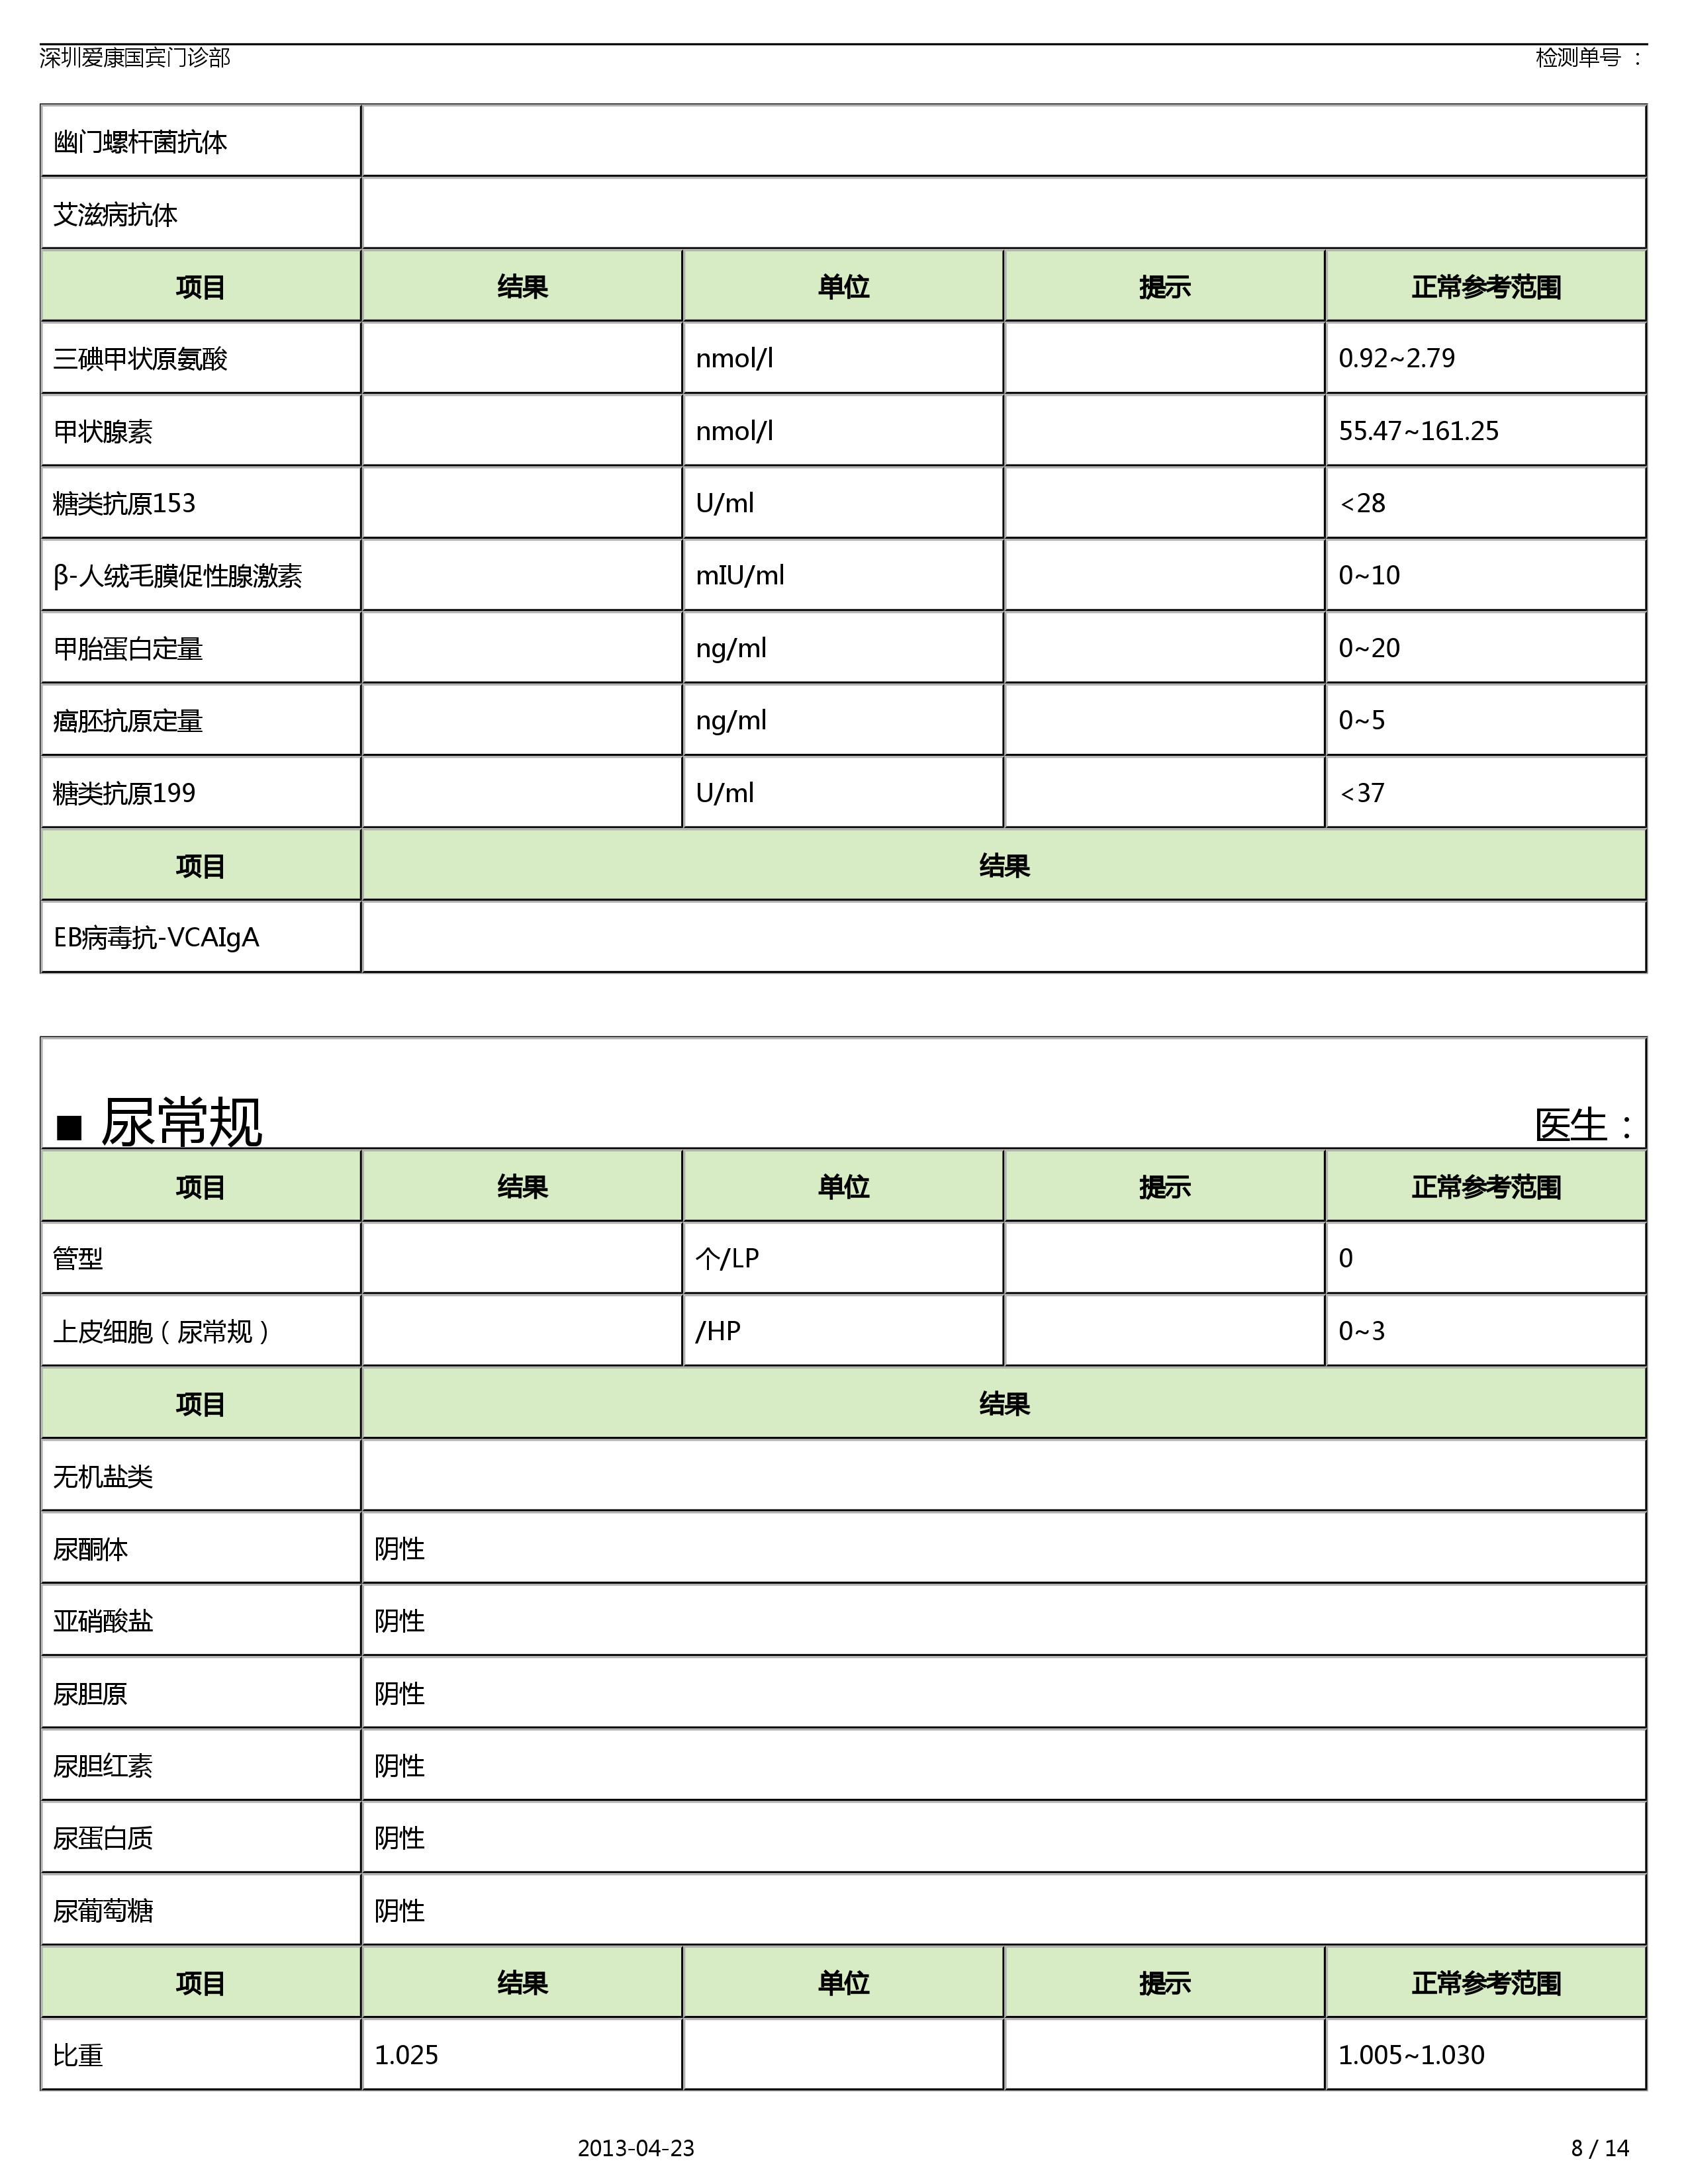 深圳爱康国宾门诊部 检测单号 ：
幽门螺杆菌抗体
艾滋病抗体
项目 结果 单位 提示 正常参考范围
三碘甲状原氨酸 nmol/l 0.92~2.79
甲状腺素 nmol/l 55.47~161.25
糖类抗原153 U/ml <28
β-人绒毛膜促性腺激素 mIU/ml 0~10
甲胎蛋白定量 ng/ml 0~20
癌胚抗原定量 ng/ml 0~5
糖类抗原199 U/ml <37
项目 结果
EB病毒抗-VCAIgA
■ 尿常规 医生：
项目 结果 单位 提示 正常参考范围
管型 个/LP 0
上皮细胞（尿常规） /HP 0~3
项目 结果
无机盐类
尿酮体 阴性
亚硝酸盐 阴性
尿胆原 阴性
尿胆红素 阴性
尿蛋白质 阴性
尿葡萄糖 阴性
项目 结果 单位 提示 正常参考范围
比重 1.025 1.005~1.030
2013-04-23 8 / 14